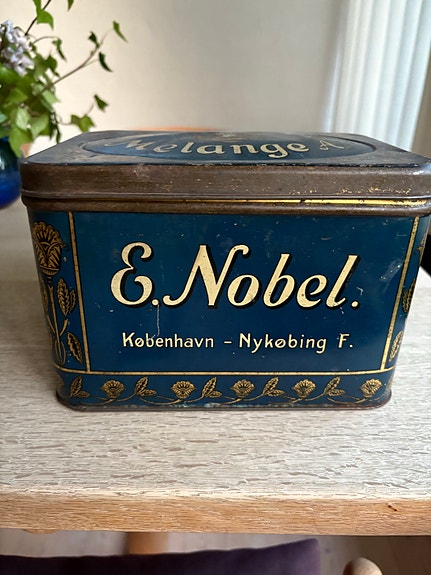 Melange A
E. Nobel.
København - Nykøbing F.